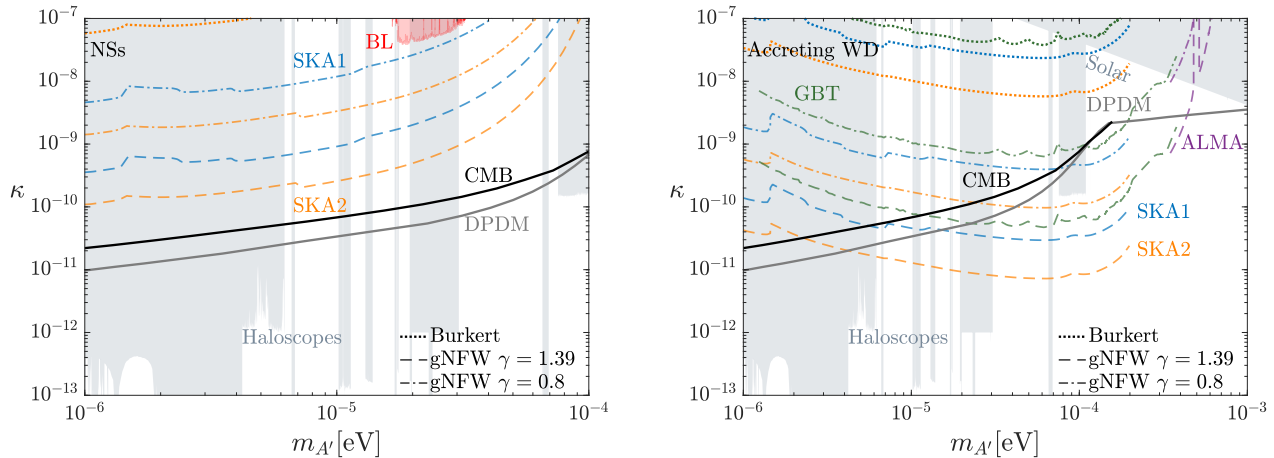 10⁻⁷
10⁻⁸
10⁻⁹
10⁻¹⁰
10⁻¹¹
10⁻¹²
10⁻¹³
κ
NSs
BL
SKA1
CMB
SKA2
DPDM
Haloscopes
Burkert
gNFW γ = 1.39
gNFW γ = 0.8
10⁻⁶
10⁻⁵
10⁻⁴
m_{A′}[eV]
10⁻⁷
10⁻⁸
10⁻⁹
10⁻¹⁰
10⁻¹¹
10⁻¹²
10⁻¹³
κ
Accreting WD
Solar
GBT
DPDM
ALMA
CMB
SKA1
SKA2
Haloscopes
Burkert
gNFW γ = 1.39
gNFW γ = 0.8
10⁻⁶
10⁻⁵
10⁻⁴
10⁻³
m_{A′}[eV]